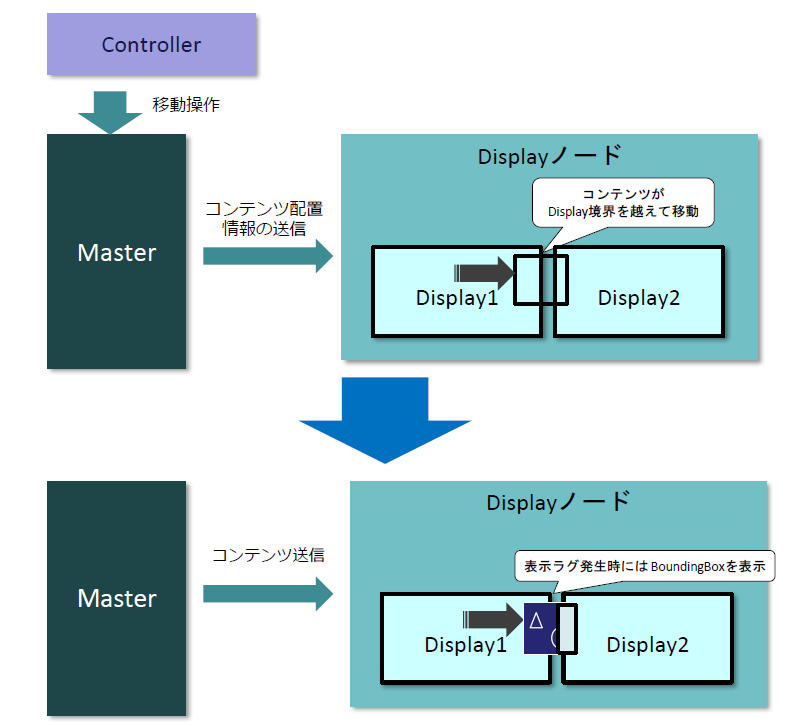 Controller
移動操作
Displayノード
コンテンツが
Display境界を越えて移動
コンテンツ配置
情報の送信
Master
Display1
Display2
Displayノード
コンテンツ送信
表示ラグ発生時には BoundingBoxを表示
Master
Display1
Display2